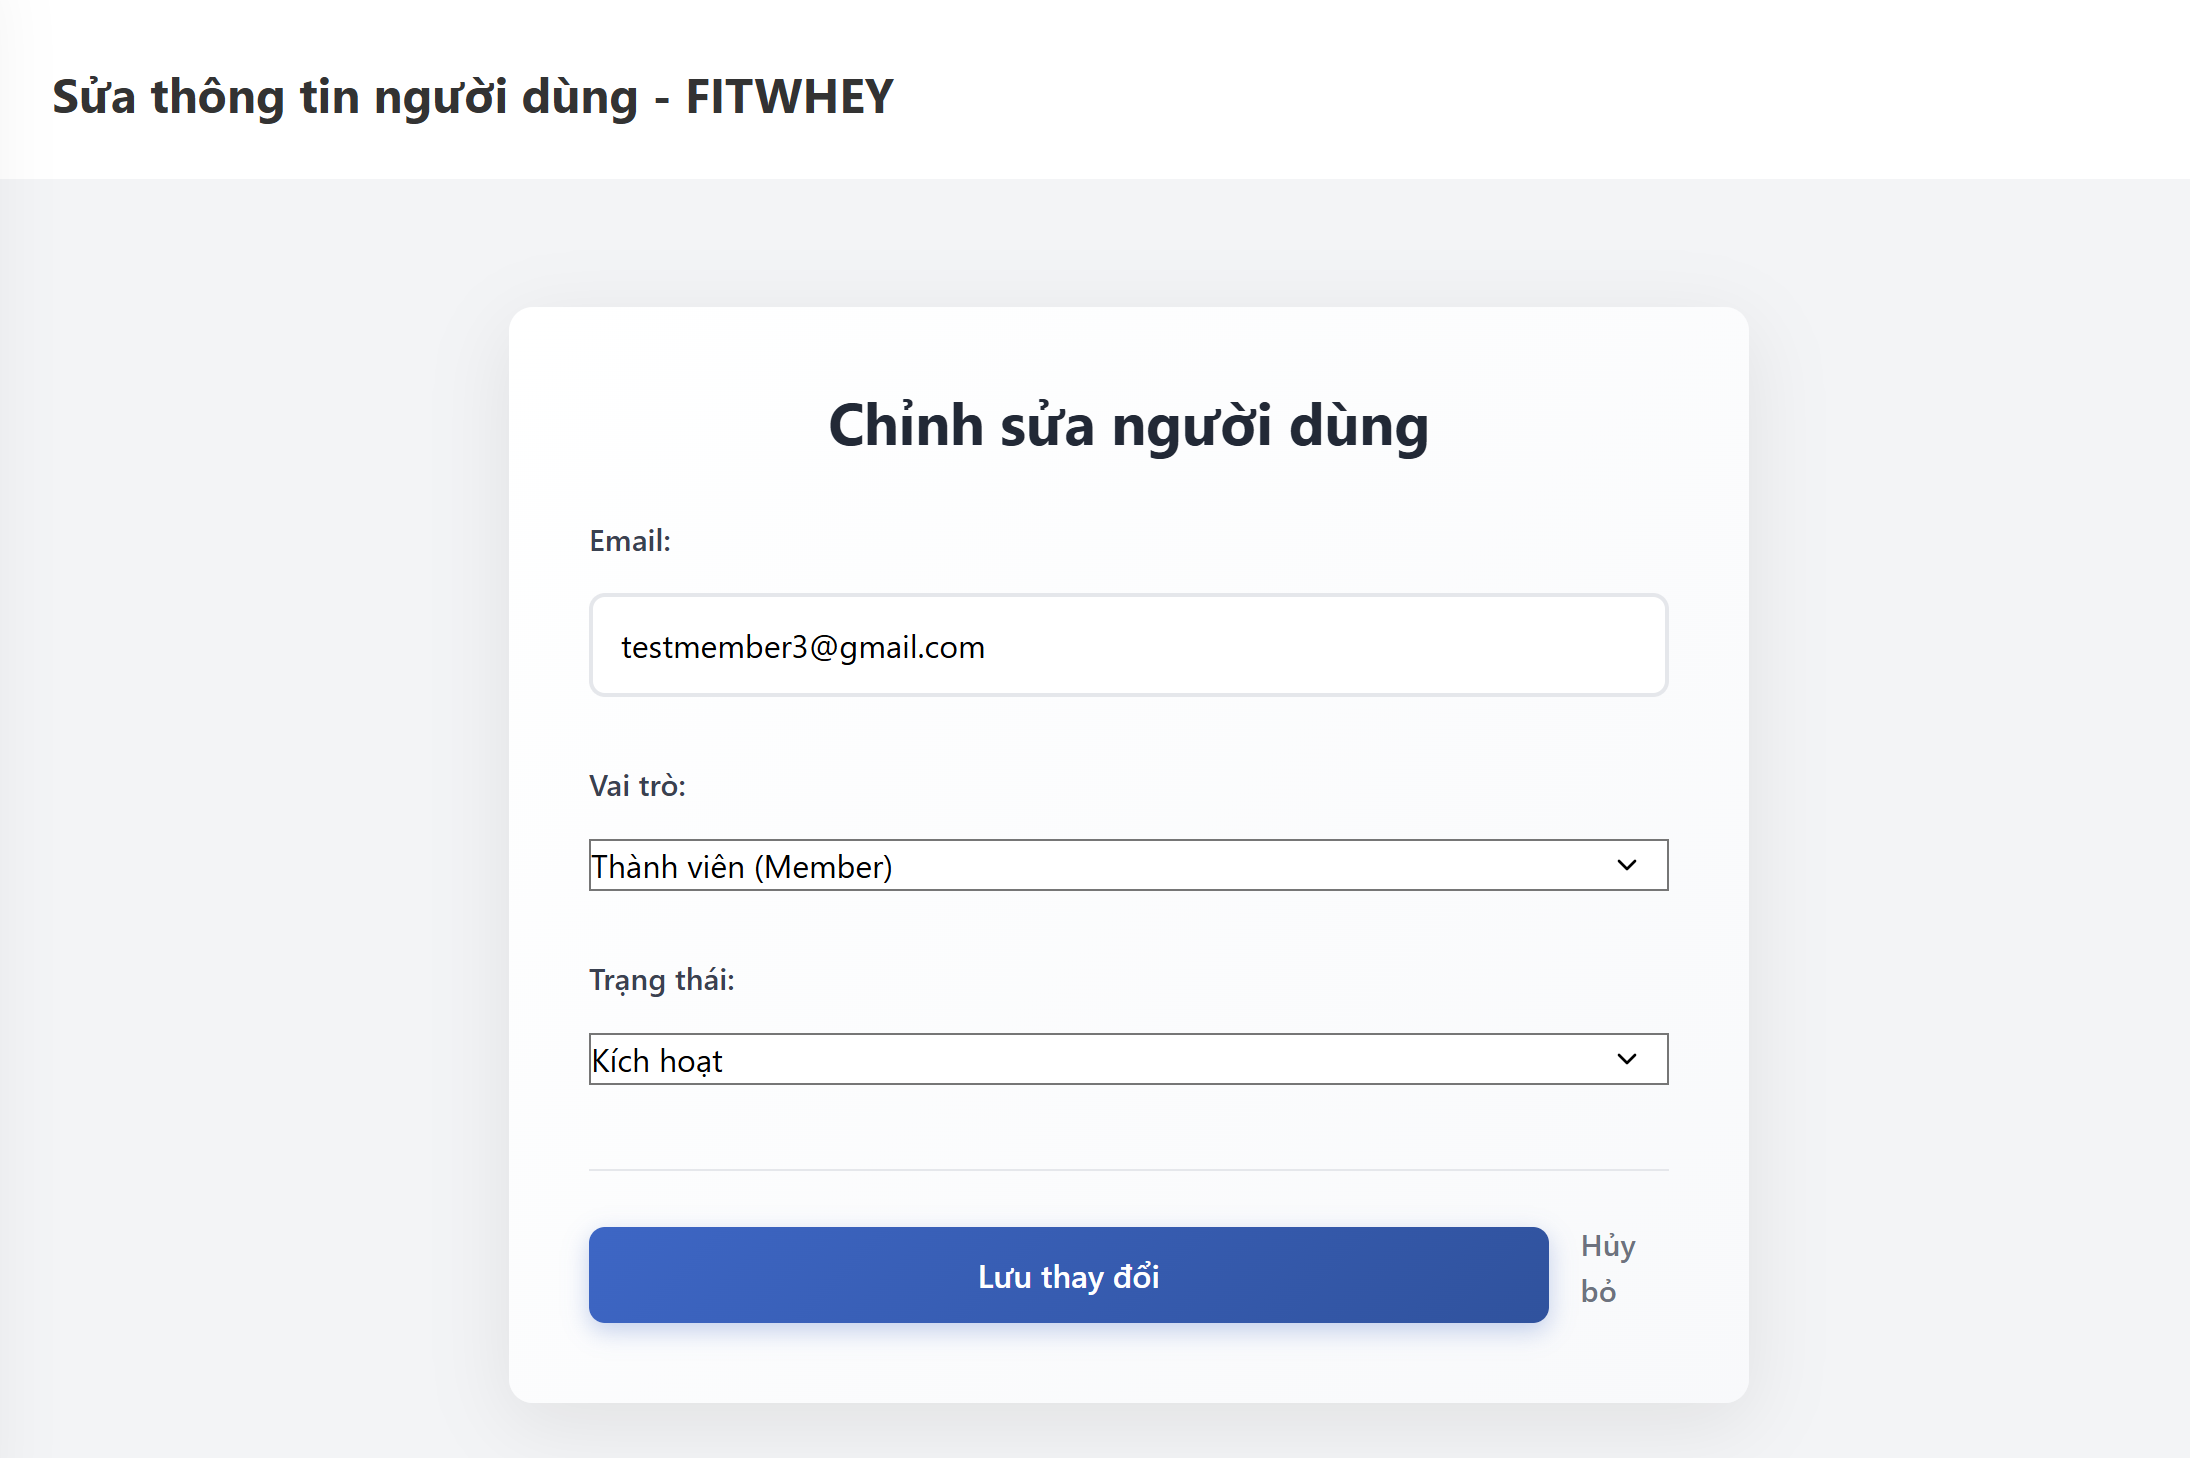 Sửa thông tin người dùng - FITWHEY
Chỉnh sửa người dùng
Email:
testmember3@gmail.com
Vai trò:
Thành viên (Member)
Trạng thái:
Kích hoạt
Lưu thay đổi
Hủy
bỏ